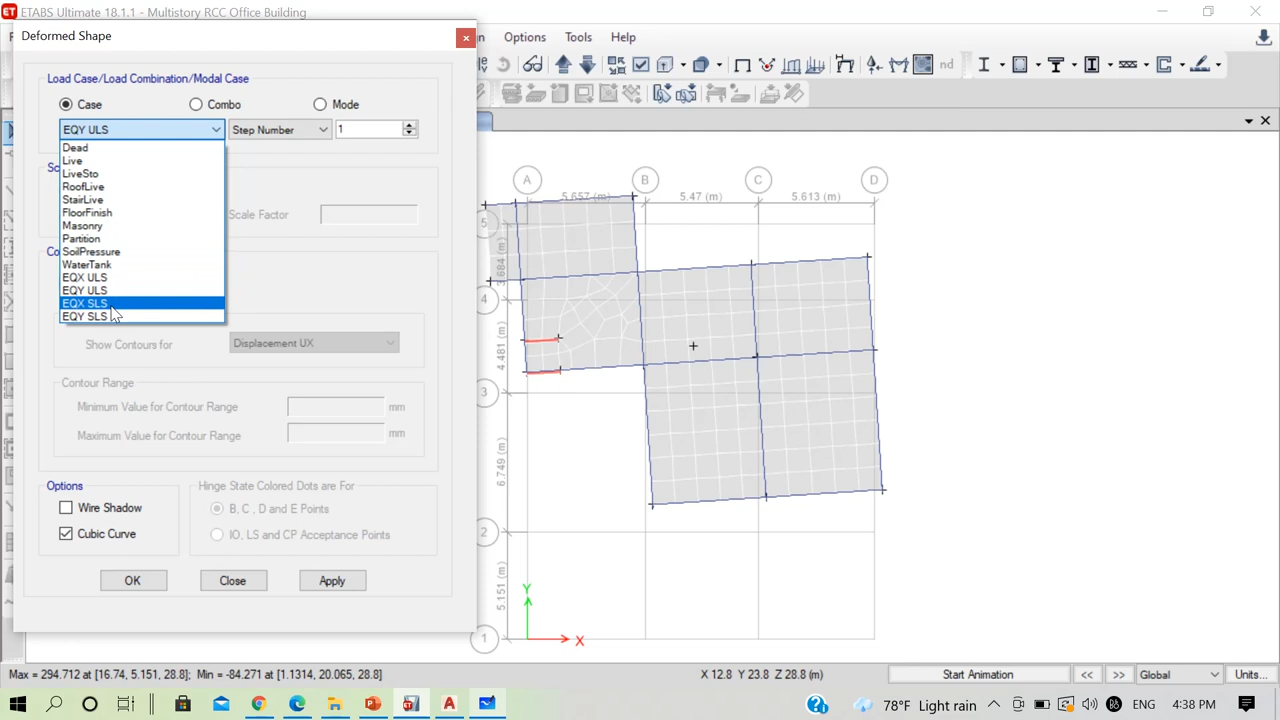 ETABS Ultimate 18.1.1 - Multistory RCC Office Building
Deformed Shape
n Options Tools Help
nd
Load Case/Load Combination/Modal Case
Case Combo Mode
EQY ULS Step Number 1
Dead
Live
LiveSto
RoofLive
StairLive
FloorFinish
Masonry
Partition
SoilPressure
WaterTank
EQX ULS
EQY ULS
EQX SLS
EQY SLS
Sc
Scale Factor
Co
Show Contours for Displacement UX
Contour Range
Minimum Value for Contour Range mm
Maximum Value for Contour Range mm
Options
Wire Shadow
Cubic Curve
Hinge State Colored Dots are For
B, C , D and E Points
IO, LS and CP Acceptance Points
OK Close Apply
A B C D
5.657 (m) 5.47 (m) 5.613 (m)
5
3.684 (m)
4
4.481 (m)
3
6.749 (m)
2
5.151 (m)
1
Y
X
Max = 294.712 at [16.74, 5.151, 28.8]; Min = -84.271 at [1.1314, 20.065, 28.8] X 12.8 Y 23.8 Z 28.8 (m) Start Animation << >> Global Units...
78°F Light rain ENG 4:38 PM